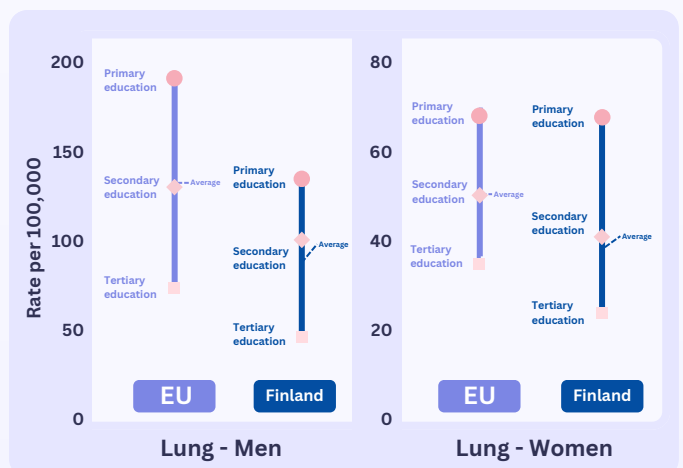 Rate per 100,000
200
150
100
50
0
Primary
education
Secondary
education
Average
Tertiary
education
EU
Primary
education
Secondary
education
Average
Tertiary
education
Finland
Lung - Men
80
60
40
20
0
Primary
education
Secondary
education
Average
Tertiary
education
EU
Primary
education
Secondary
education
Average
Tertiary
education
Finland
Lung - Women